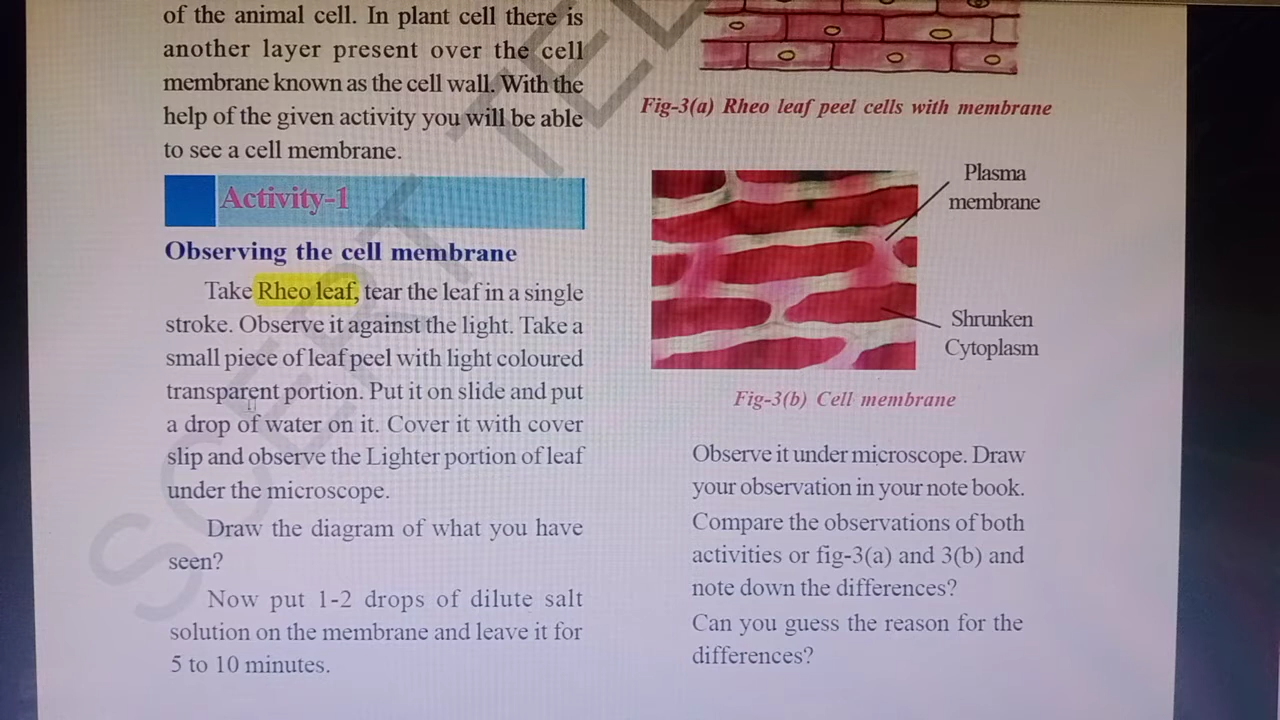 of the animal cell. In plant cell there is
another layer present over the cell
membrane known as the cell wall. With the
help of the given activity you will be able
to see a cell membrane.
Activity-1
Observing the cell membrane
Take Rheo leaf, tear the leaf in a single
stroke. Observe it against the light. Take a
small piece of leaf peel with light coloured
transparent portion. Put it on slide and put
a drop of water on it. Cover it with cover
slip and observe the Lighter portion of leaf
under the microscope.
Draw the diagram of what you have
seen?
Now put 1-2 drops of dilute salt
solution on the membrane and leave it for
5 to 10 minutes.
Fig-3(a) Rheo leaf peel cells with membrane
Plasma
membrane
Shrunken
Cytoplasm
Fig-3(b) Cell membrane
Observe it under microscope. Draw
your observation in your note book.
Compare the observations of both
activities or fig-3(a) and 3(b) and
note down the differences?
Can you guess the reason for the
differences?
SCERT TEL